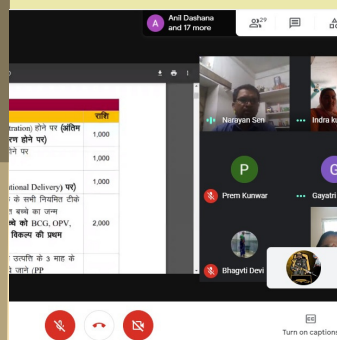 Anil Dashana
and 17 more
29
राशि
tration) होने पर (अंतिम
रण होने पर)
1,000
होने पर
1,000
ational Delivery) पर)
1,000
के सभी नियमित टीके
बच्चे का जन्म
च्चे को BCG, OPV,
विकल्प की प्रथम
2,000
उत्पत्ति के 3 माह के
जाने (PP
Narayan Sen
Indra ku
P
Prem Kunwar
G
Gayatri
Bhagvti Devi
Turn on captions